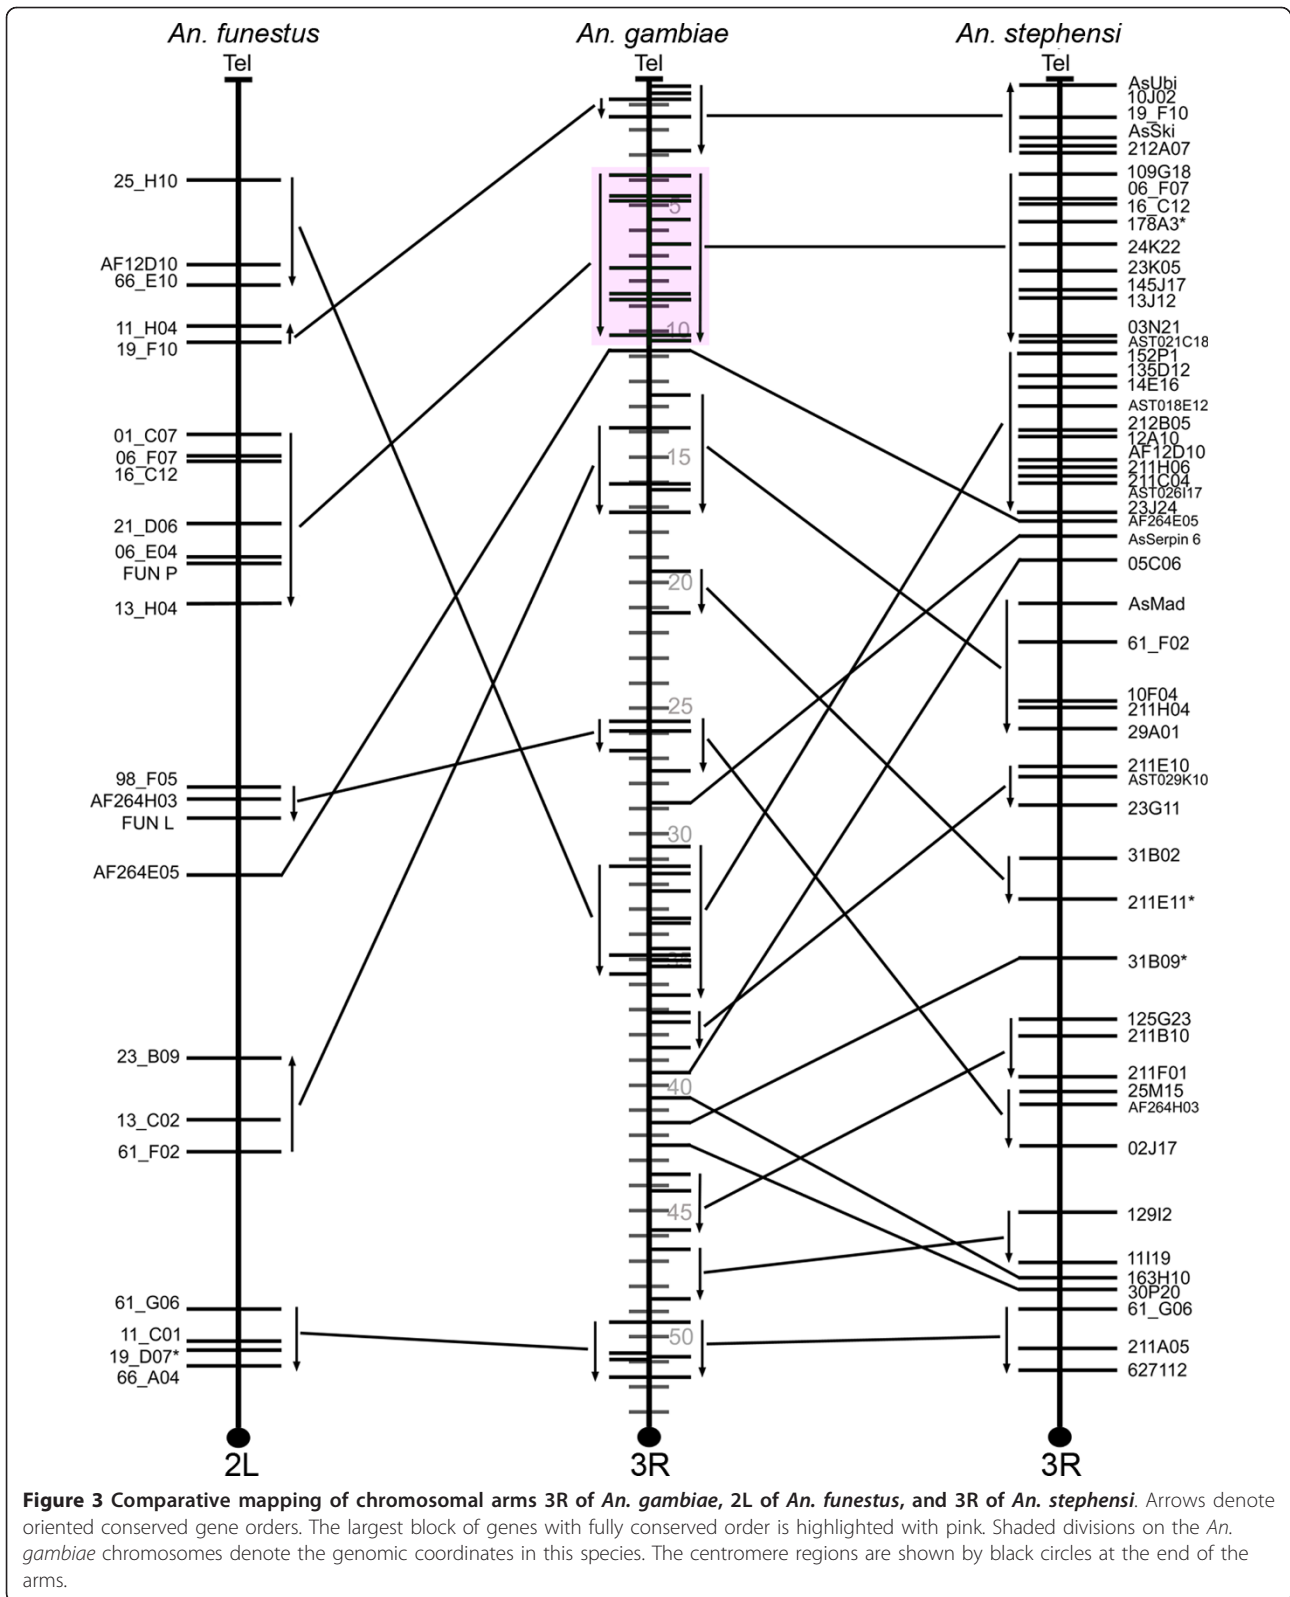 An. funestus
An. gambiae
An. stephensi
Tel
Tel
Tel
25_H10
AF12D10
66_E10
11_H04
19_F10
01_C07
06_F07
16_C12
21_D06
06_E04
FUN P
13_H04
98_F05
AF264H03
FUN L
AF264E05
23_B09
13_C02
61_F02
61_G06
11_C01
19_D07*
66_A04
2L
5
10
15
20
25
30
35
40
45
50
3R
AsUbi
10J02
19_F10
AsSki
212A07
109G18
06_F07
16_C12
178A3*
24K22
23K05
145J17
13J12
03N21
AST021C18
152P1
135D12
14E16
AST018E12
212B05
12A10
AF12D10
211H06
211C04
AST026I17
23J24
AF264E05
AsSerpin 6
05C06
AsMad
61_F02
10F04
211H04
29A01
211E10
AST029K10
23G11
31B02
211E11*
31B09*
125G23
211B10
211F01
25M15
AF264H03
02J17
129I2
11I19
163H10
30P20
61_G06
211A05
627112
3R
Figure 3 Comparative mapping of chromosomal arms 3R of An. gambiae, 2L of An. funestus, and 3R of An. stephensi. Arrows denote
oriented conserved gene orders. The largest block of genes with fully conserved order is highlighted with pink. Shaded divisions on the An.
gambiae chromosomes denote the genomic coordinates in this species. The centromere regions are shown by black circles at the end of the
arms.